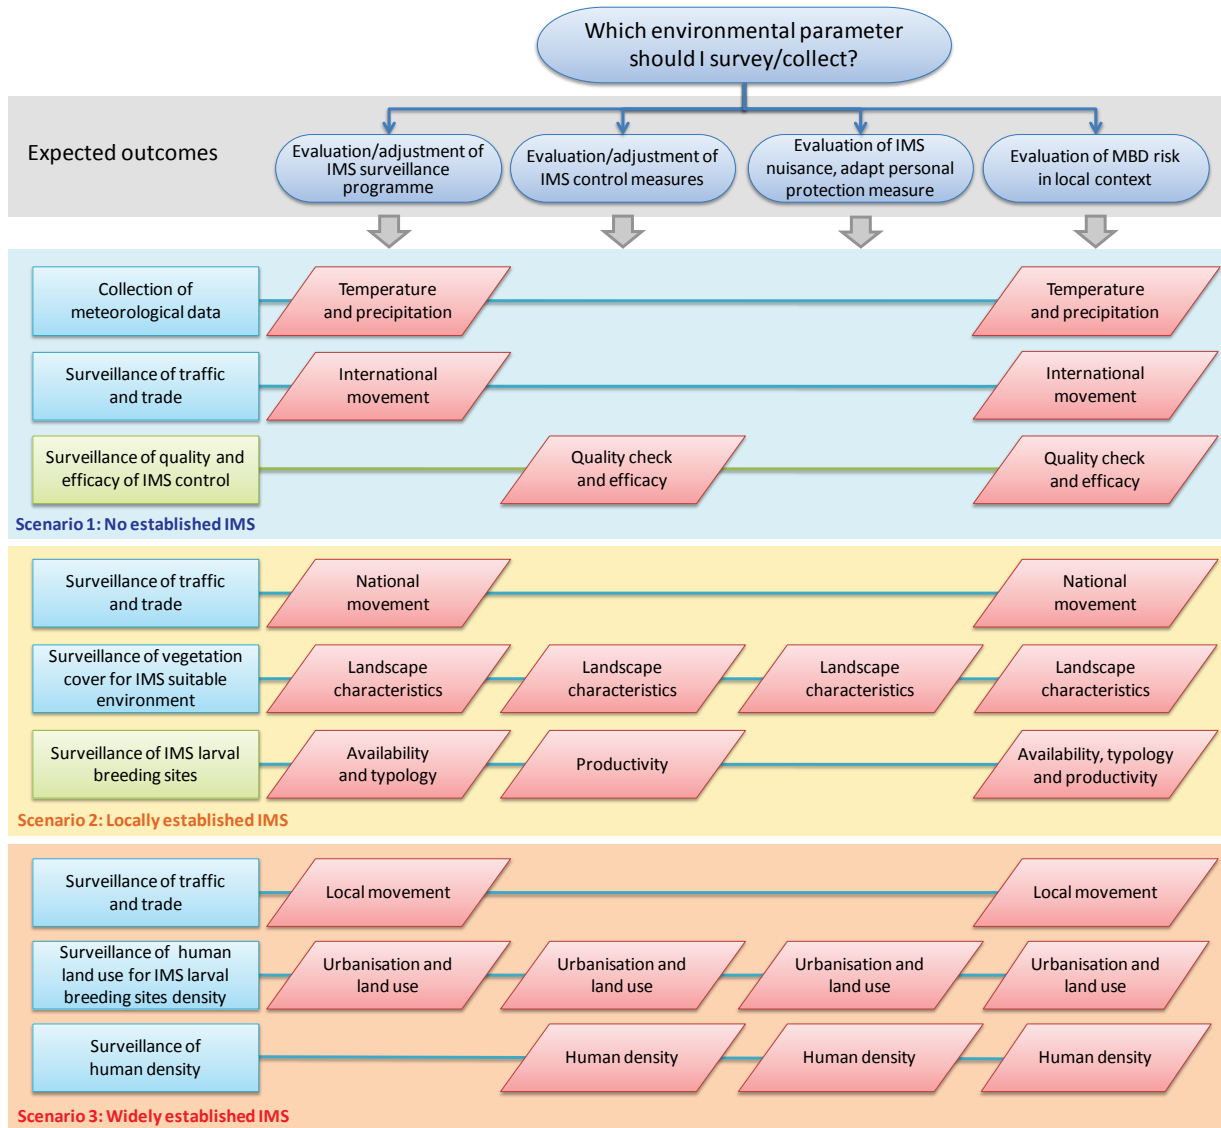 Which environmental parameter
should I survey/collect?
Expected outcomes
Evaluation/adjustment of
IMS surveillance
programme
Evaluation/adjustment of
IMS control measures
Evaluation of IMS
nuisance, adapt personal
protection measure
Evaluation of MBD risk
in local context
Collection of
meteorological data
Temperature
and precipitation
Temperature
and precipitation
Surveillance of traffic
and trade
International
movement
International
movement
Surveillance of quality and
efficacy of IMS control
Quality check
and efficacy
Quality check
and efficacy
Scenario 1: No established IMS
Surveillance of traffic
and trade
National
movement
National
movement
Surveillance of vegetation
cover for IMS suitable
environment
Landscape
characteristics
Landscape
characteristics
Landscape
characteristics
Landscape
characteristics
Surveillance of IMS larval
breeding sites
Availability
and typology
Productivity
Availability, typology
and productivity
Scenario 2: Locally established IMS
Surveillance of traffic
and trade
Local movement
Local movement
Surveillance of human
land use for IMS larval
breeding sites density
Urbanisation and
land use
Urbanisation and
land use
Urbanisation and
land use
Urbanisation and
land use
Surveillance of
human density
Human density
Human density
Human density
Scenario 3: Widely established IMS